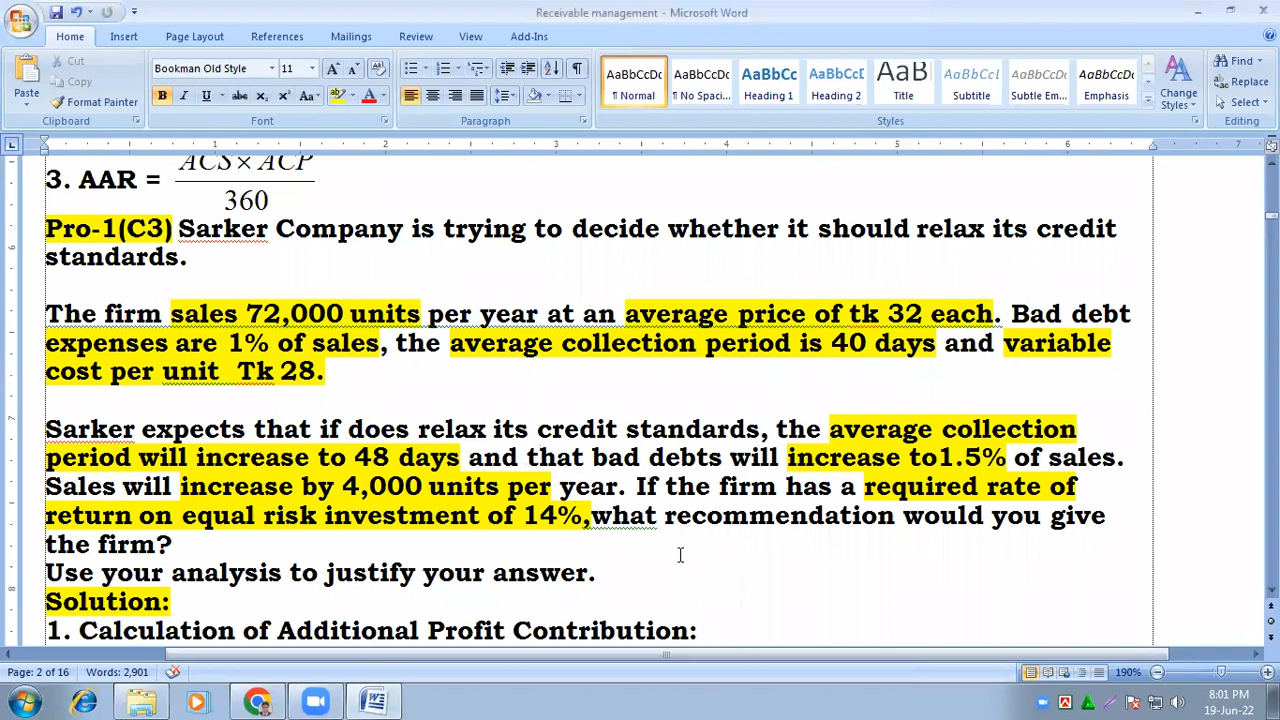 Receivable management - Microsoft Word
Home Insert Page Layout References Mailings Review View Add-Ins
Paste Cut Copy Format Painter
Bookman Old Style 11
AaBbCcDc AaBbCcDc AaBbCc AaBbCc AaB AaBbCcI AaBbCcDc AaBbCcDc
¶ Normal ¶ No Spaci... Heading 1 Heading 2 Title Subtitle Subtle Em... Emphasis
Change Styles
Find Replace Select
Clipboard Font Paragraph Styles Editing
1 2 3 4 5 6 7
3. AAR = ACS × ACP
360
Pro-1(C3) Sarker Company is trying to decide whether it should relax its credit
standards.
The firm sales 72,000 units per year at an average price of tk 32 each. Bad debt
expenses are 1% of sales, the average collection period is 40 days and variable
cost per unit Tk 28.
Sarker expects that if does relax its credit standards, the average collection
period will increase to 48 days and that bad debts will increase to1.5% of sales.
Sales will increase by 4,000 units per year. If the firm has a required rate of
return on equal risk investment of 14%,what recommendation would you give
the firm?
Use your analysis to justify your answer.
Solution:
1. Calculation of Additional Profit Contribution:
Page: 2 of 16 Words: 2,901 190%
8:01 PM
19-Jun-22